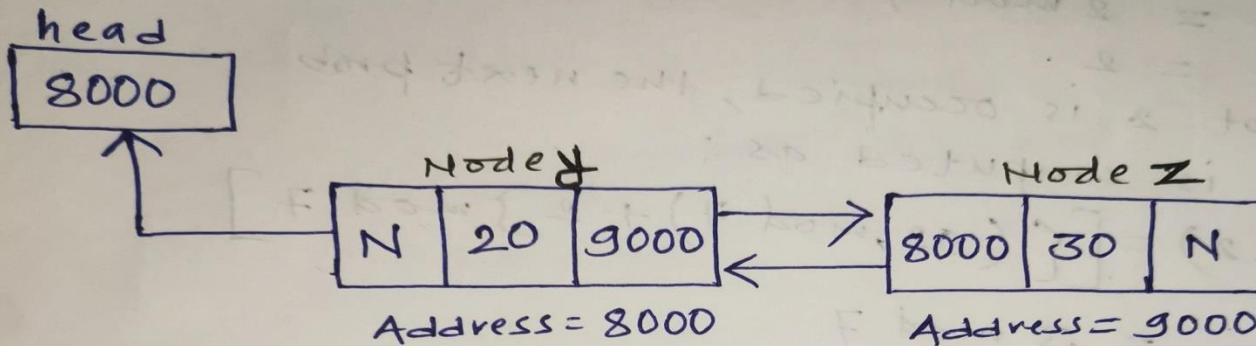 head
8000
Node Y
N 20 9000
Address = 8000
Node Z
8000 30 N
Address = 9000